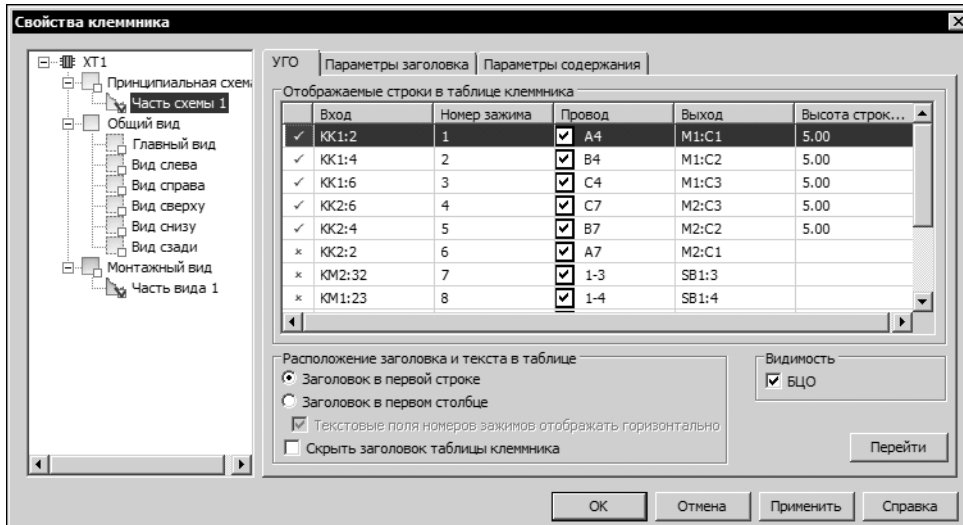 Свойства клеммника
XT1
Принципиальная схем
Часть схемы 1
Общий вид
Главный вид
Вид слева
Вид справа
Вид сверху
Вид снизу
Вид сзади
Монтажный вид
Часть вида 1
УГО Параметры заголовка Параметры содержания
Отображаемые строки в таблице клеммника
Вход Номер зажима Провод Выход Высота строк...
KK1:2 1 A4 M1:C1 5.00
KK1:4 2 B4 M1:C2 5.00
KK1:6 3 C4 M1:C3 5.00
KK2:6 4 C7 M2:C3 5.00
KK2:4 5 B7 M2:C2 5.00
KK2:2 6 A7 M2:C1
KM2:32 7 1-3 SB1:3
KM1:23 8 1-4 SB1:4
Расположение заголовка и текста в таблице
Заголовок в первой строке
Заголовок в первом столбце
Текстовые поля номеров зажимов отображать горизонтально
Скрыть заголовок таблицы клеммника
Видимость
БЦО
Перейти
OK Отмена Применить Справка